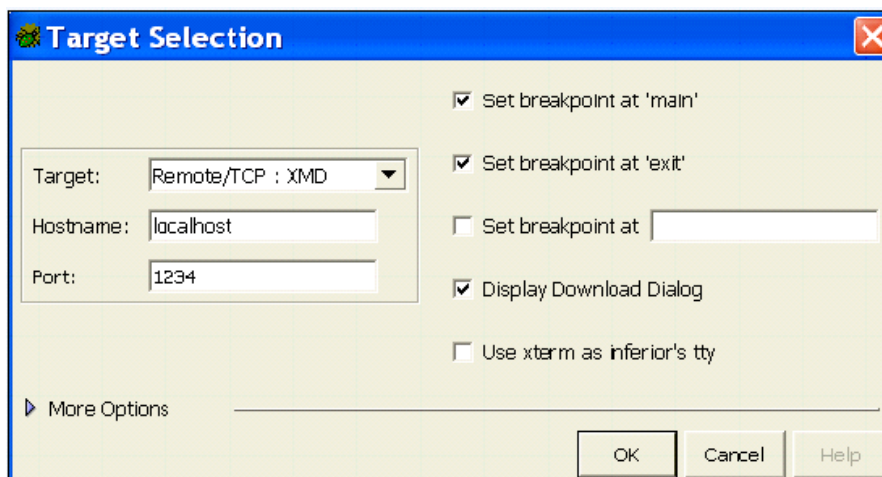 Target Selection
Set breakpoint at 'main'
Set breakpoint at 'exit'
Target: Remote/TCP : XMD
Hostname: localhost
Set breakpoint at
Port: 1234
Display Download Dialog
Use xterm as inferior's tty
More Options
OK Cancel Help